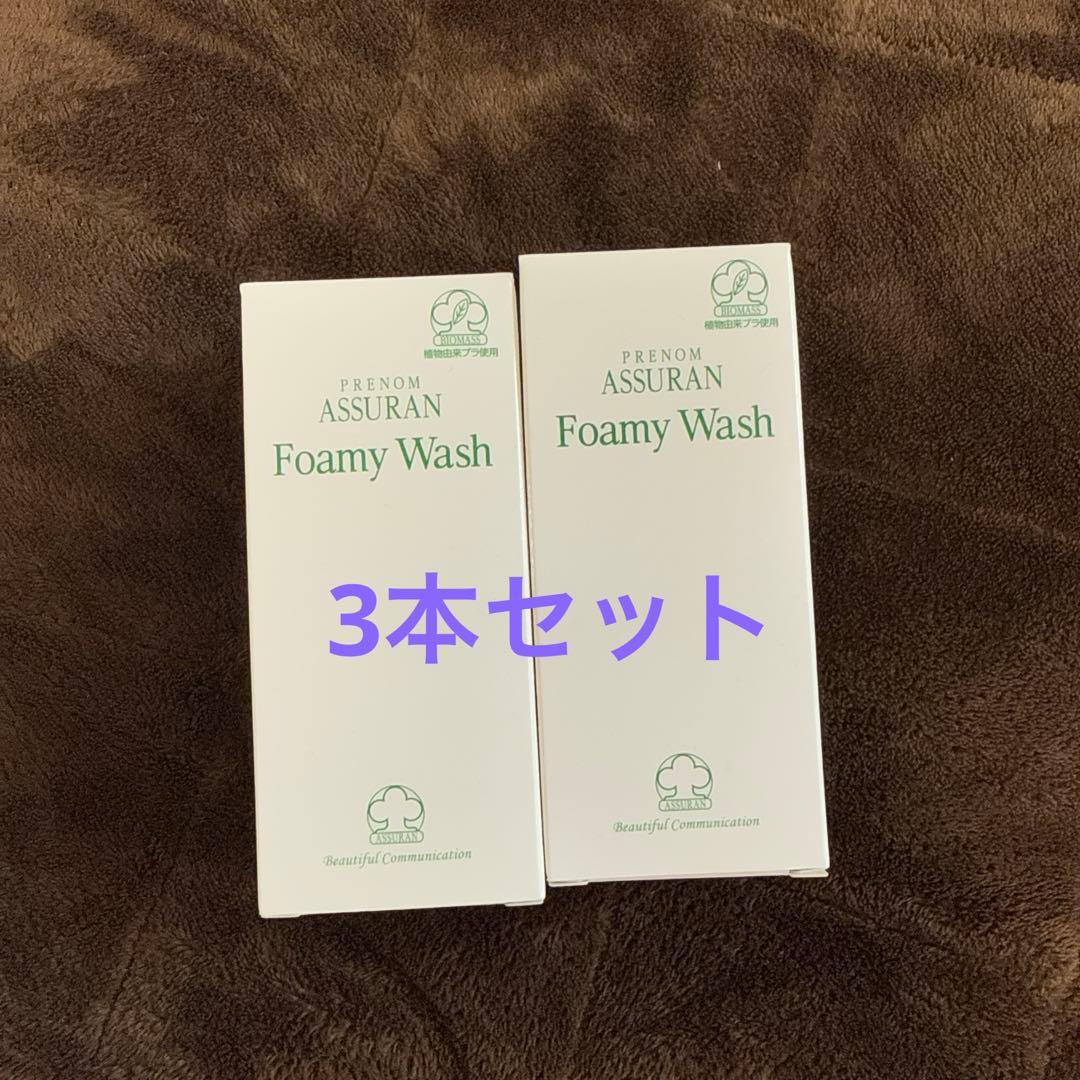 BIOMASS
植物由来プラ使用
PRENOM
ASSURAN
Foamy Wash
ASSURAN
Beautiful Communication
BIOMASS
植物由来プラ使用
PRENOM
ASSURAN
Foamy Wash
ASSURAN
Beautiful Communication
3本セット